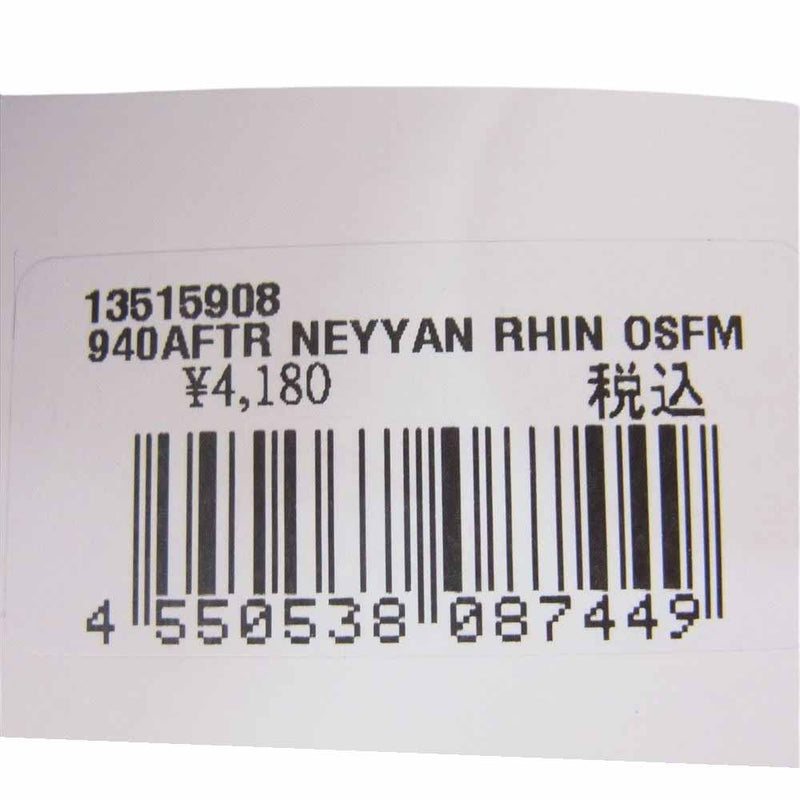 13515908
940AFTR NEYYAN RHIN OSFM
¥4,180 税込
4 550538 087449